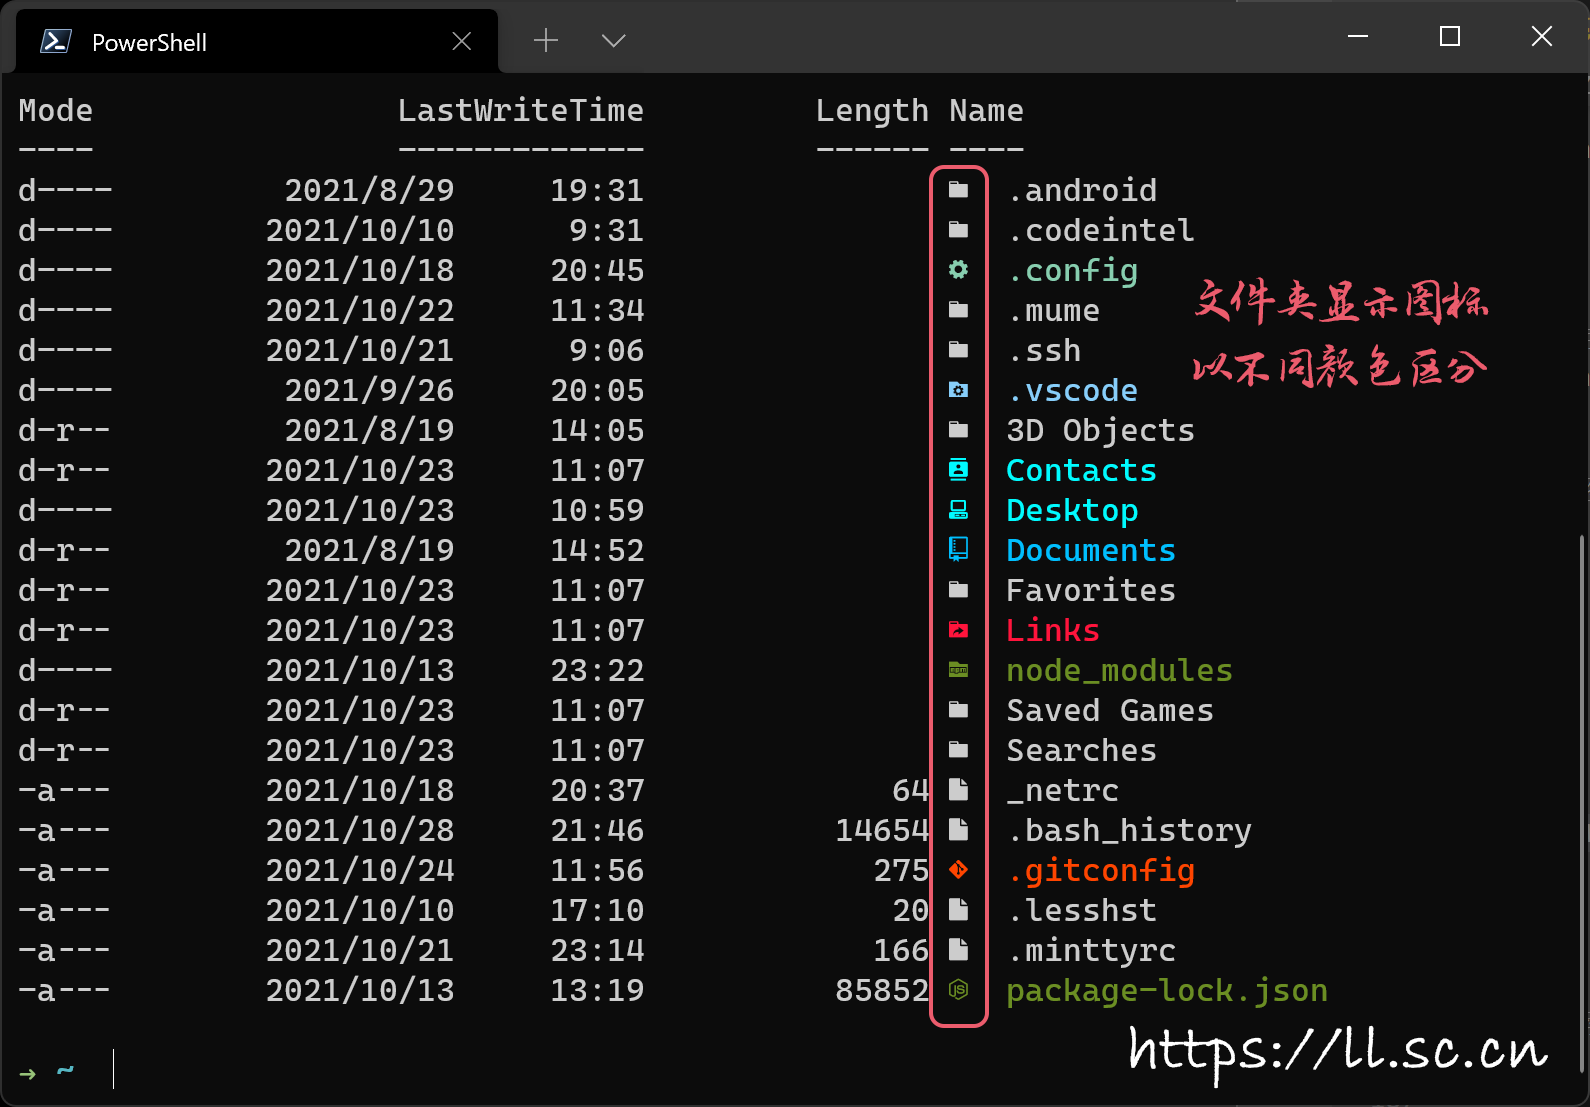 PowerShell
Mode LastWriteTime Length Name
---- ------------- ------ ----
d---- 2021/8/29 19:31 .android
d---- 2021/10/10 9:31 .codeintel
d---- 2021/10/18 20:45 .config
d---- 2021/10/22 11:34 .mume
d---- 2021/10/21 9:06 .ssh
d---- 2021/9/26 20:05 .vscode
d-r-- 2021/8/19 14:05 3D Objects
d-r-- 2021/10/23 11:07 Contacts
d---- 2021/10/23 10:59 Desktop
d-r-- 2021/8/19 14:52 Documents
d-r-- 2021/10/23 11:07 Favorites
d-r-- 2021/10/23 11:07 Links
d---- 2021/10/13 23:22 node_modules
d-r-- 2021/10/23 11:07 Saved Games
d-r-- 2021/10/23 11:07 Searches
-a--- 2021/10/18 20:37 64 _netrc
-a--- 2021/10/28 21:46 14654 .bash_history
-a--- 2021/10/24 11:56 275 .gitconfig
-a--- 2021/10/10 17:10 20 .lesshst
-a--- 2021/10/21 23:14 166 .minttyrc
-a--- 2021/10/13 13:19 85852 package-lock.json
→ ~
文件夹显示图标
以不同颜色区分
https://ll.sc.cn